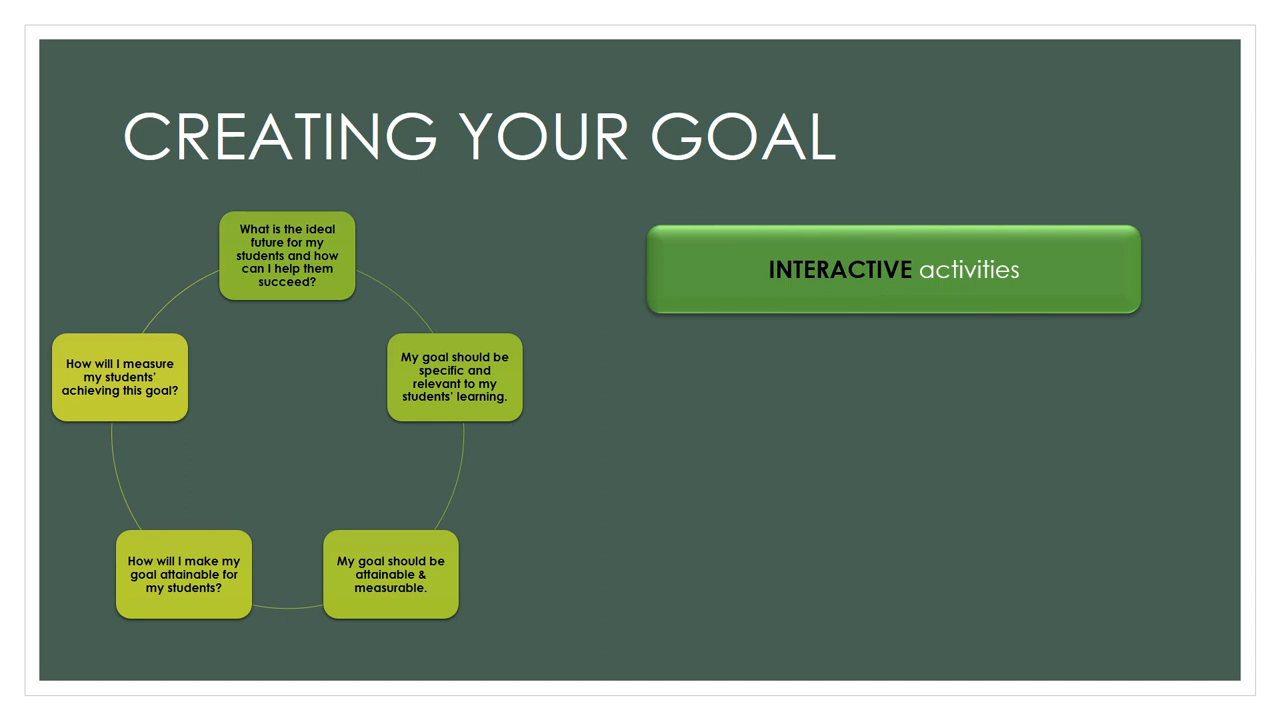 CREATING YOUR GOAL
What is the ideal
future for my
students and how
can I help them
succeed?
My goal should be
specific and
relevant to my
students' learning.
My goal should be
attainable &
measurable.
How will I make my
goal attainable for
my students?
How will I measure
my students'
achieving this goal?
INTERACTIVE activities